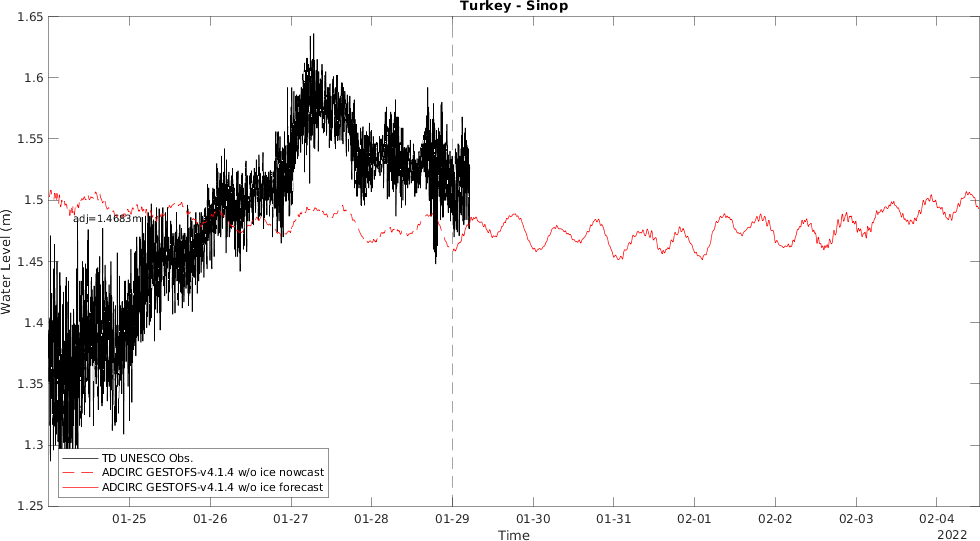 Turkey - Sinop
1.65
1.6
1.55
1.5
1.45
1.4
1.35
1.3
1.25
Water Level (m)
adj=1.4683m
TD UNESCO Obs.
ADCIRC GESTOFS-v4.1.4 w/o ice nowcast
ADCIRC GESTOFS-v4.1.4 w/o ice forecast
01-25 01-26 01-27 01-28 01-29 01-30 01-31 02-01 02-02 02-03 02-04
Time
2022